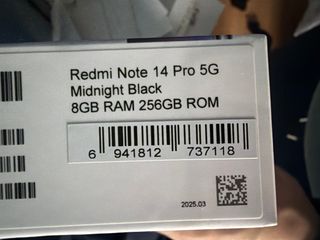 Redmi Note 14 Pro 5G
Midnight Black
8GB RAM 256GB ROM
6 941812 737118
2025.03